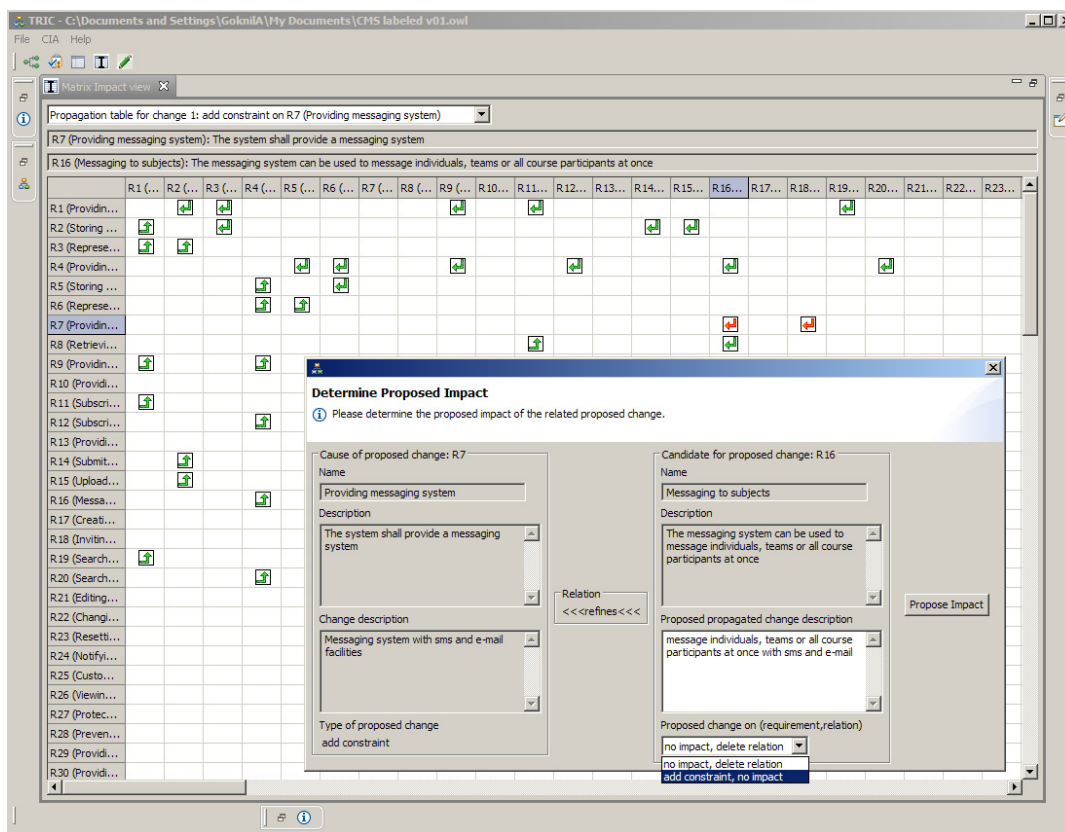 TRIC - C:\Documents and Settings\GoknilA\My Documents\CMS labeled v01.owl
File CIA Help
Matrix Impact view
Propagation table for change 1: add constraint on R7 (Providing messaging system)
R7 (Providing messaging system): The system shall provide a messaging system
R16 (Messaging to subjects): The messaging system can be used to message individuals, teams or all course participants at once
R1 (... R2 (... R3 (... R4 (... R5 (... R6 (... R7 (... R8 (... R9 (... R10... R11... R12... R13... R14... R15... R16... R17... R18... R19... R20... R21... R22... R23...
R1 (Providin...
R2 (Storing ...
R3 (Represe...
R4 (Providin...
R5 (Storing ...
R6 (Represe...
R7 (Providin...
R8 (Retrievi...
R9 (Providin...
R10 (Providi...
R11 (Subscri...
R12 (Subscri...
R13 (Providi...
R14 (Submit...
R15 (Upload...
R16 (Messa...
R17 (Creati...
R18 (Invitin...
R19 (Search...
R20 (Search...
R21 (Editing...
R22 (Changi...
R23 (Resetti...
R24 (Notifyi...
R25 (Custo...
R26 (Viewin...
R27 (Protec...
R28 (Preven...
R29 (Providi...
R30 (Providi...
Determine Proposed Impact
Please determine the proposed impact of the related proposed change.
Cause of proposed change: R7
Name
Providing messaging system
Description
The system shall provide a messaging
system
Change description
Messaging system with sms and e-mail
facilities
Type of proposed change
add constraint
Relation
<<<refines<<<
Candidate for proposed change: R16
Name
Messaging to subjects
Description
The messaging system can be used to
message individuals, teams or all course
participants at once
Proposed propagated change description
message individuals, teams or all course
participants at once with sms and e-mail
Proposed change on (requirement,relation)
no impact, delete relation
no impact, delete relation
add constraint, no impact
Propose Impact